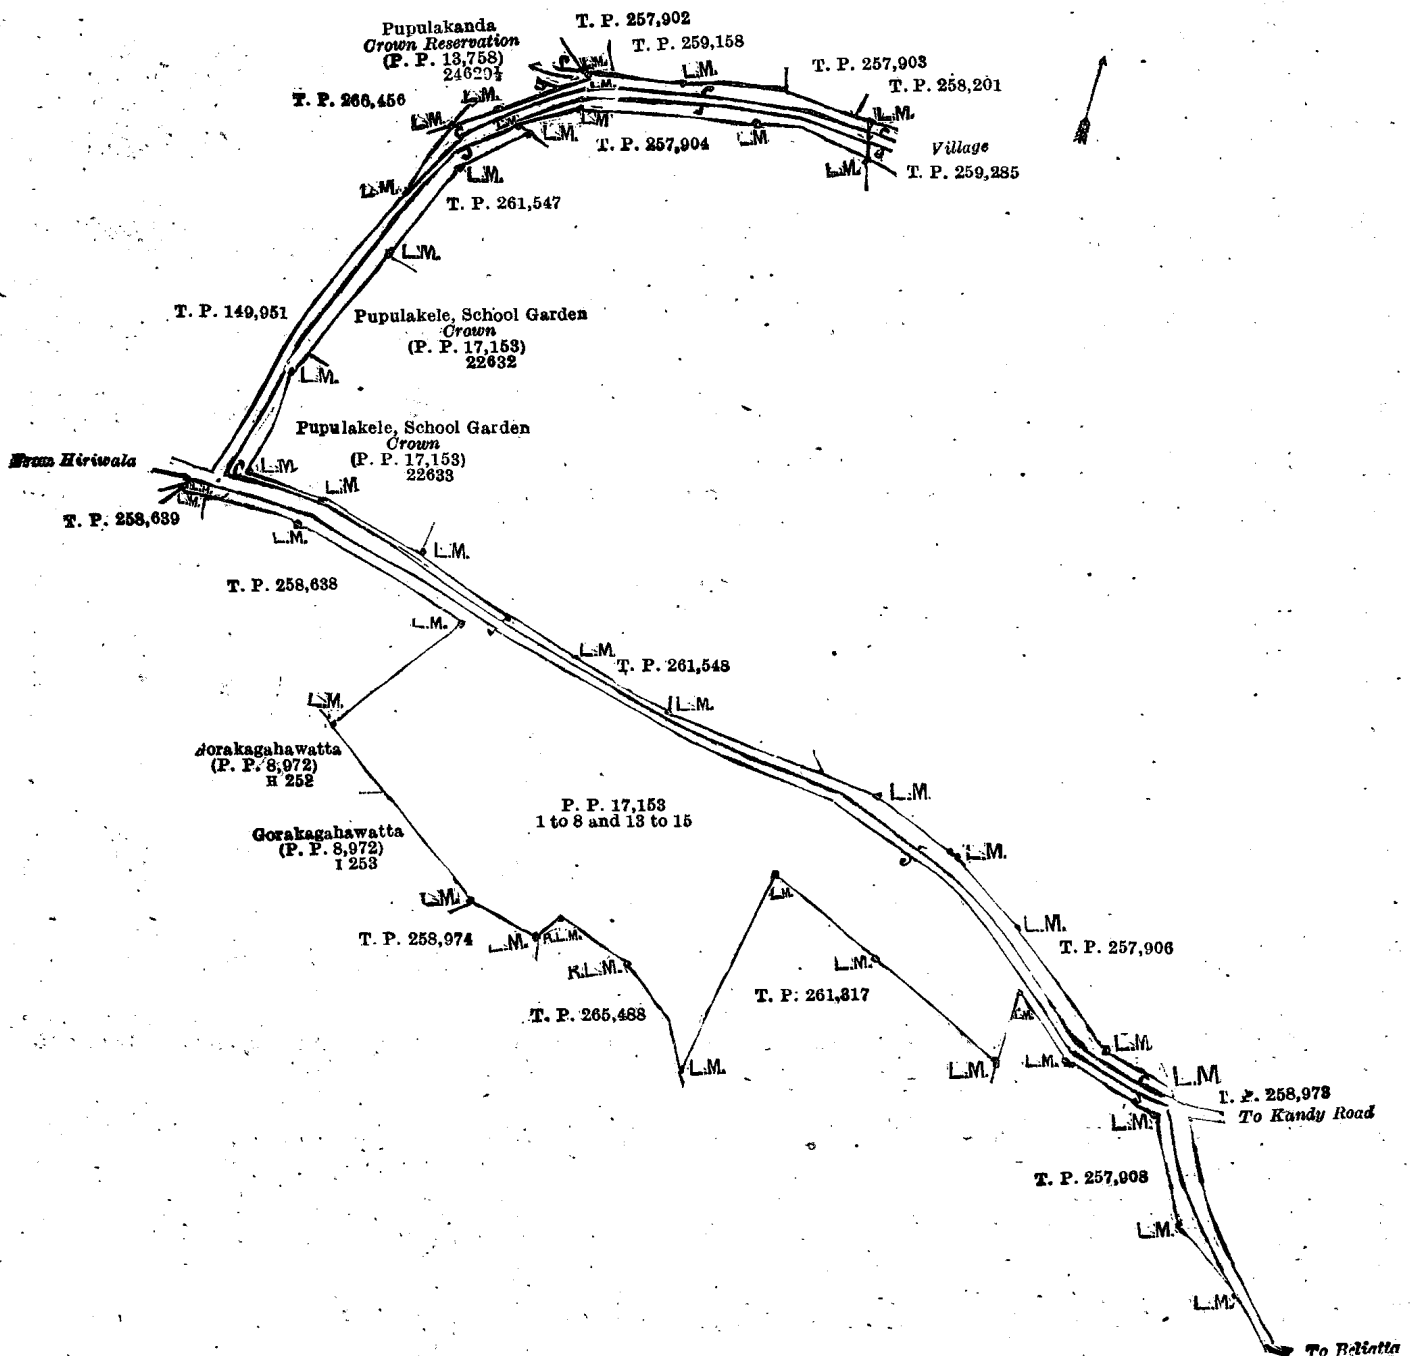 T. P. 257,902
Pupulakanda
Crown Reservation
(P. P. 13,758)
24620½
T. P. 259,158
T. P. 257,903
T. P. 258,201
L.M.
L.M.
L.M.
L.M.
T. P. 266,456
L.M.
L.M.
L.M.
L.M.
L.M.
L.M.
L.M.
T. P. 257,904
Village
T. P. 259,285
L.M.
L.M.
L.M.
T. P. 261,547
L.M.
T. P. 149,951
Pupulakele, School Garden
Crown
(P. P. 17,153)
22632
L.M.
Pupulakele, School Garden
Crown
(P. P. 17,153)
22633
From Hiriwala
L.M.
L.M.
L.M.
L.M.
T. P. 258,639
L.M.
L.M.
T. P. 258,638
L.M.
L.M.
T. P. 261,548
L.M.
L.M.
Gorakagahawatta
(P. P. 8,972)
H 252
L.M.
P. P. 17,153
1 to 8 and 13 to 15
Gorakagahawatta
(P. P. 8,972)
I 253
L.M.
L.M.
L.M.
L.M.
T. P. 258,974
L.M.
R.L.M.
T. P. 257,906
R.L.M.
L.M.
T. P. 261,317
T. P. 265,488
L.M.
L.M.
L.M.
L.M.
L.M.
L.M.
T. P. 258,973
To Kandy Road
L.M.
T. P. 257,908
L.M.
L.M.
To Beliatta